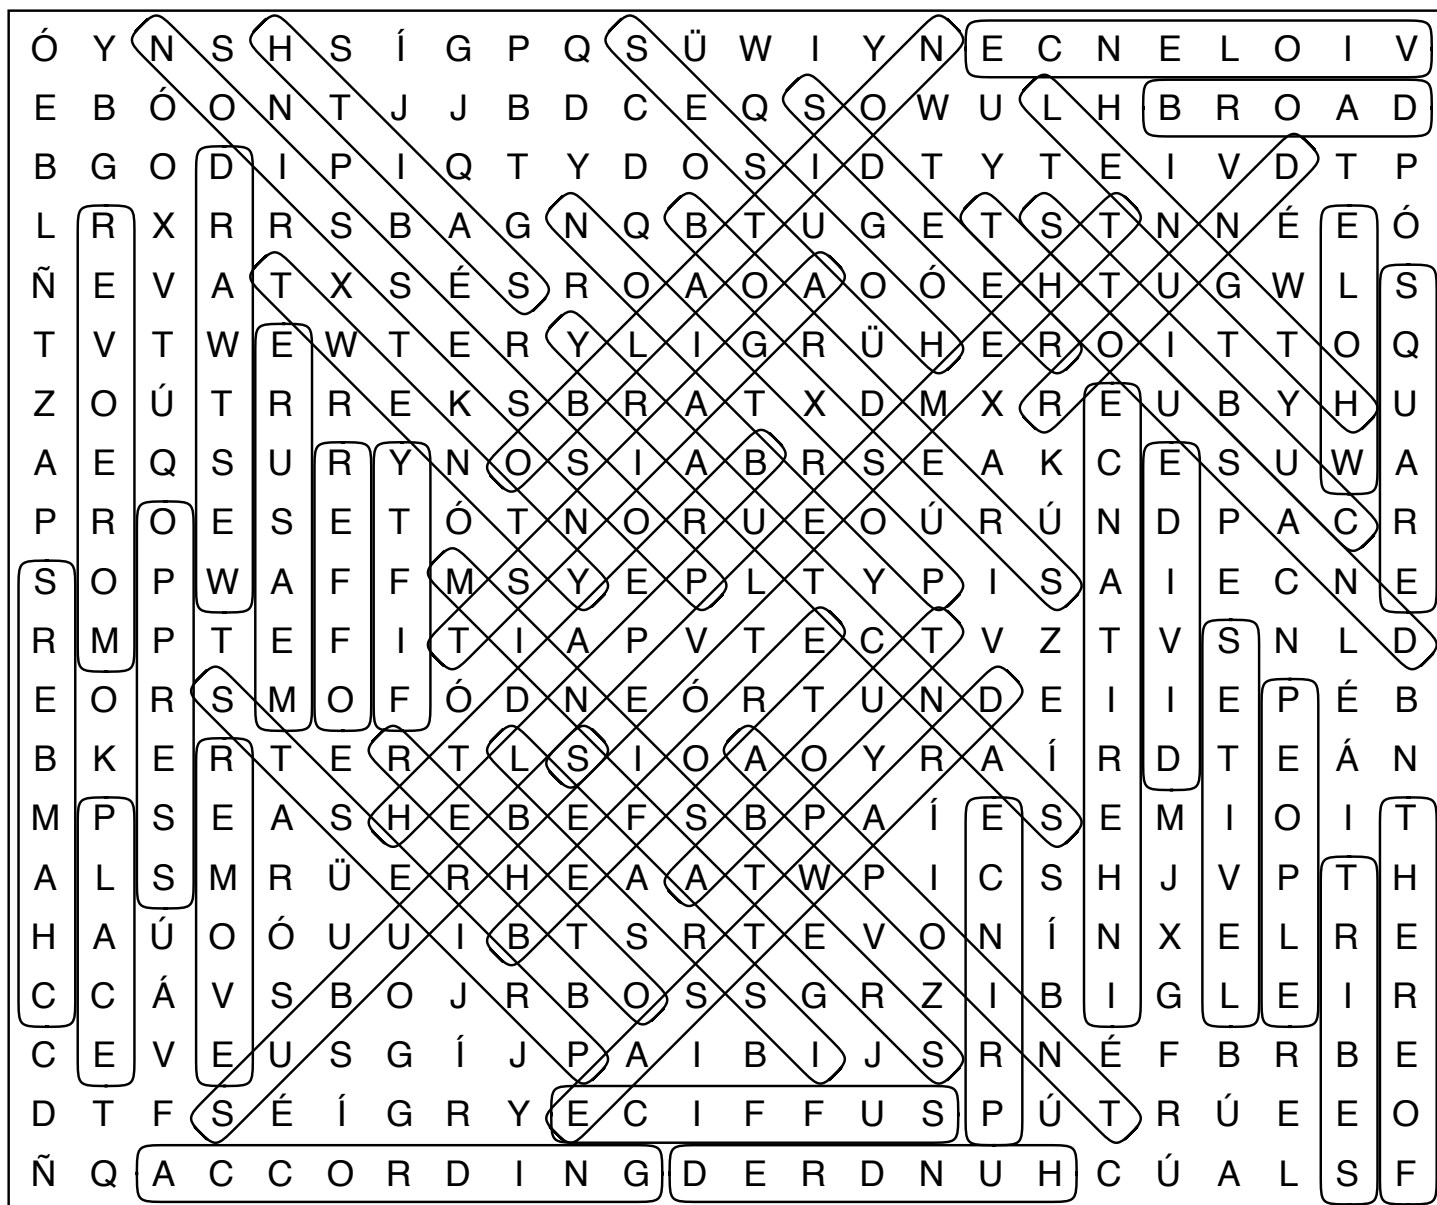 Ó Y N S H S Í G P Q S Ü W I Y N E C N E L O I V
E B Ó O N T J J B D C E Q S O W U L H B R O A D
B G O D I P I Q T Y D O S I D T Y T E I V D T P
L R X R R S B A G N Q B T U G E T S T N N É E Ó
Ñ E V A T X S É S R O A O A O Ó E H T U G W L S
T V T W E W T E R Y L I G R Ü H E R O I T T O Q
Z O Ú T R R E K S B R A T X D M X R E U B Y H U
A E Q S U R Y N O S I A B R S E A K C E S U W A
P R O E S E T Ó T N O R U E O Ú R Ú N D P A C R
S O P W A F F M S Y E P L T Y P I S A I E C N E
R M P T E F I T I A P V T E C T V Z T V S N L D
E O R S M O F Ó D N E Ó R T U N D E I I E P É B
B K E R T E R T L S I O A O Y R A Í R D T E Á N
M P S E A S H E B E F S B P A Í E S E M I O I T
A L S M R Ü E R H E A A T W P I C S H J V P T H
H A Ú O Ó U U I B T S R T E V O N Í N X E L R E
C C Á V S B O J R B O S S G R Z I B I G L E I R
C E V E U S G Í J P A I B I J S R N É F B R B E
D T F S É Í G R Y E C I F F U S P Ú T R Ú E E O
Ñ Q A C C O R D I N G D E R D N U H C Ú A L S F